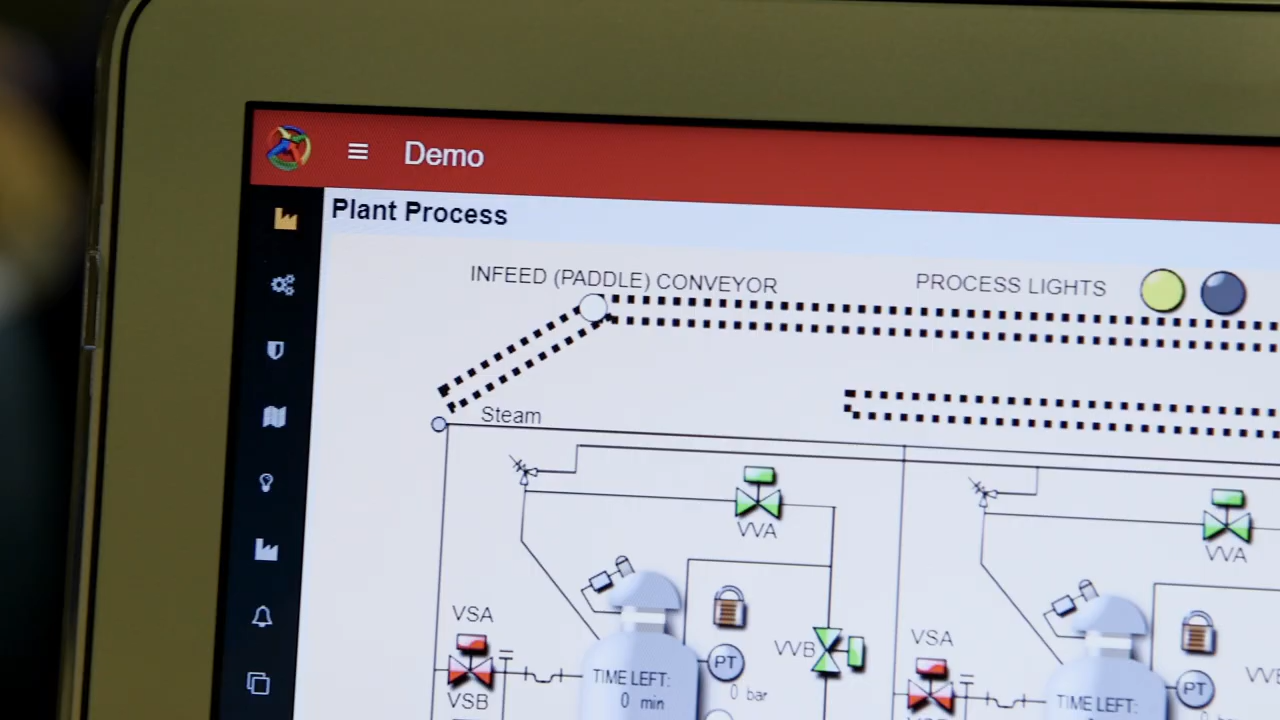 Demo
Plant Process
INFEED (PADDLE) CONVEYOR
PROCESS LIGHTS
Steam
VVA
VVA
VSA
VVB
VSA
PT
TIME LEFT:
0 min
0 bar
VSB
PT
TIME LEFT: